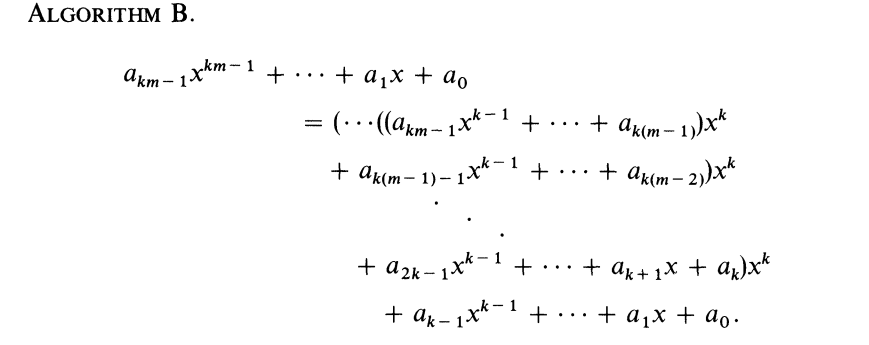 ALGORITHM B.
a_{km-1}x^{km-1} + ⋯ + a_1x + a_0
= (⋯((a_{km-1}x^{k-1} + ⋯ + a_{k(m-1)})x^k
+ a_{k(m-1)-1}x^{k-1} + ⋯ + a_{k(m-2)})x^k
.
.
.
+ a_{2k-1}x^{k-1} + ⋯ + a_{k+1}x + a_k)x^k
+ a_{k-1}x^{k-1} + ⋯ + a_1x + a_0.